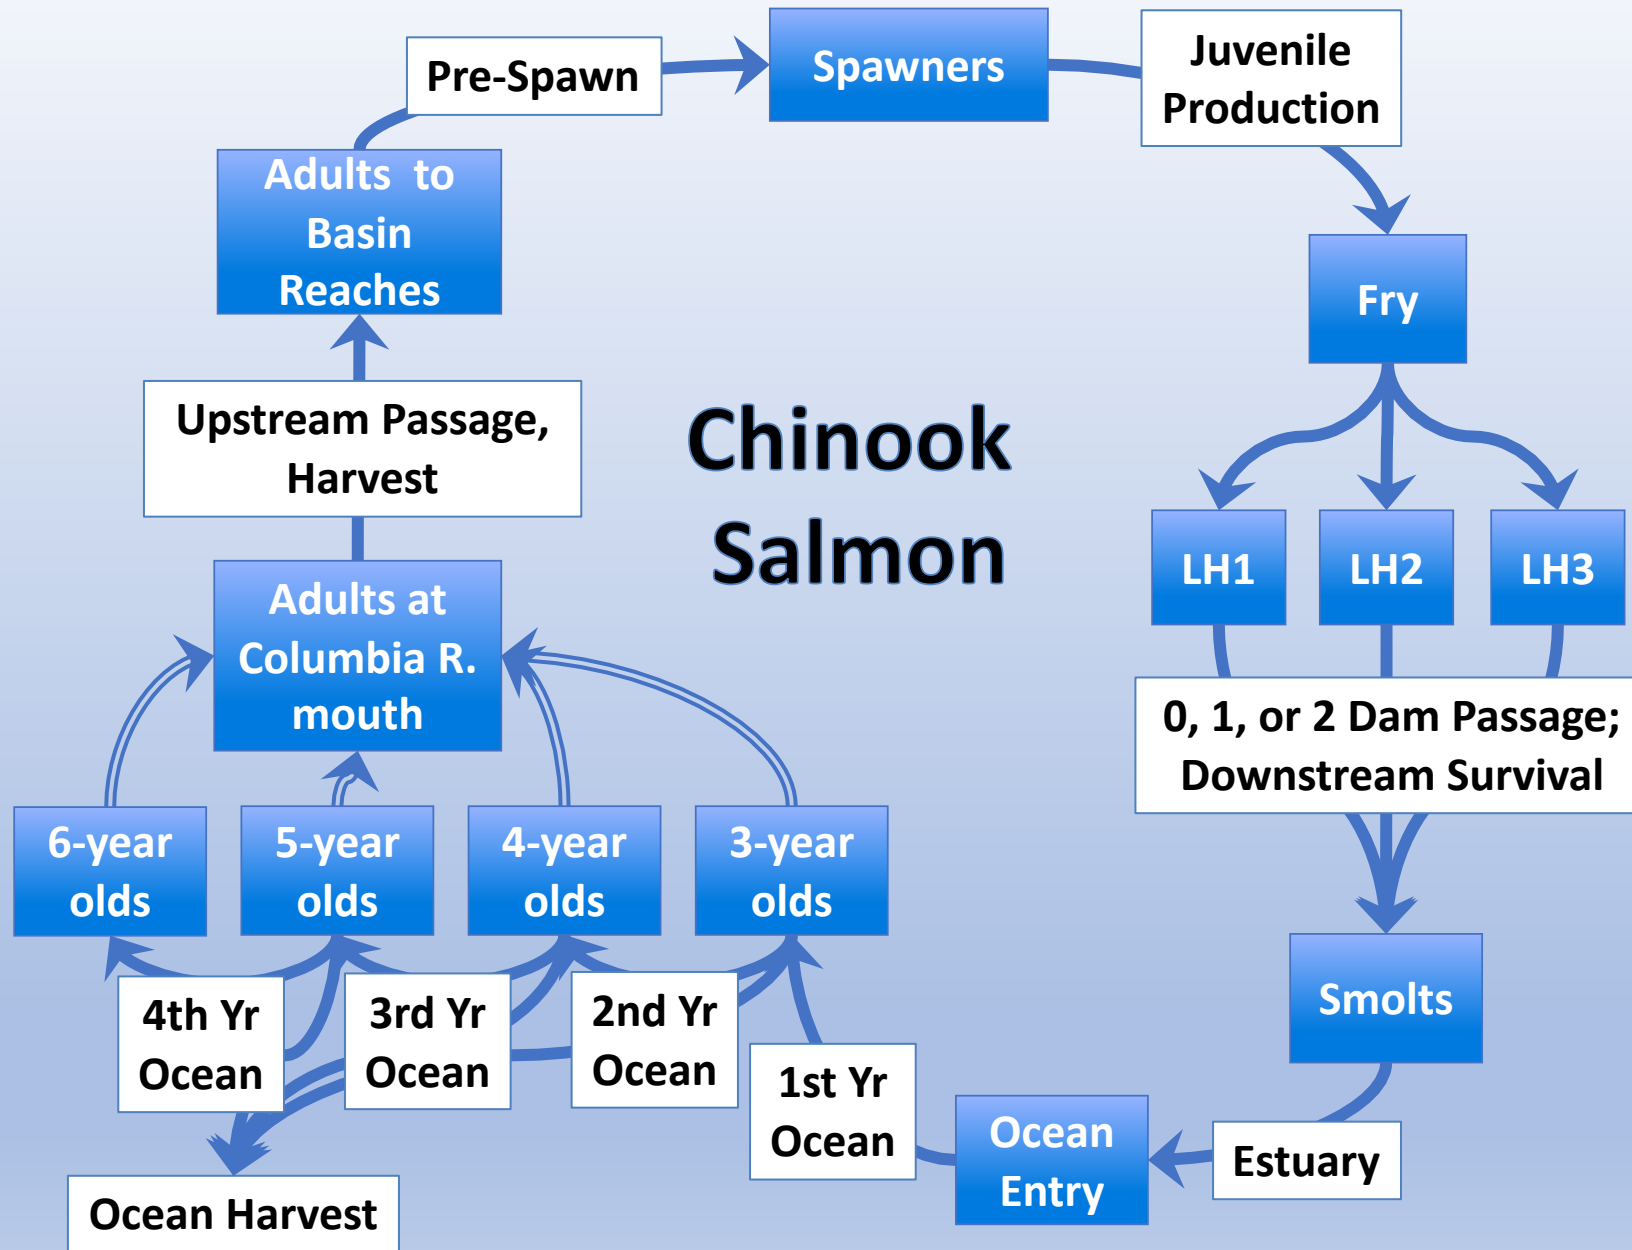 Pre-Spawn
Spawners
Juvenile
Production
Adults to
Basin
Reaches
Fry
Upstream Passage,
Harvest
Chinook
Salmon
LH1
LH2
LH3
Adults at
Columbia R.
mouth
0, 1, or 2 Dam Passage;
Downstream Survival
6-year
olds
5-year
olds
4-year
olds
3-year
olds
Smolts
4th Yr
Ocean
3rd Yr
Ocean
2nd Yr
Ocean
1st Yr
Ocean
Ocean
Entry
Estuary
Ocean Harvest